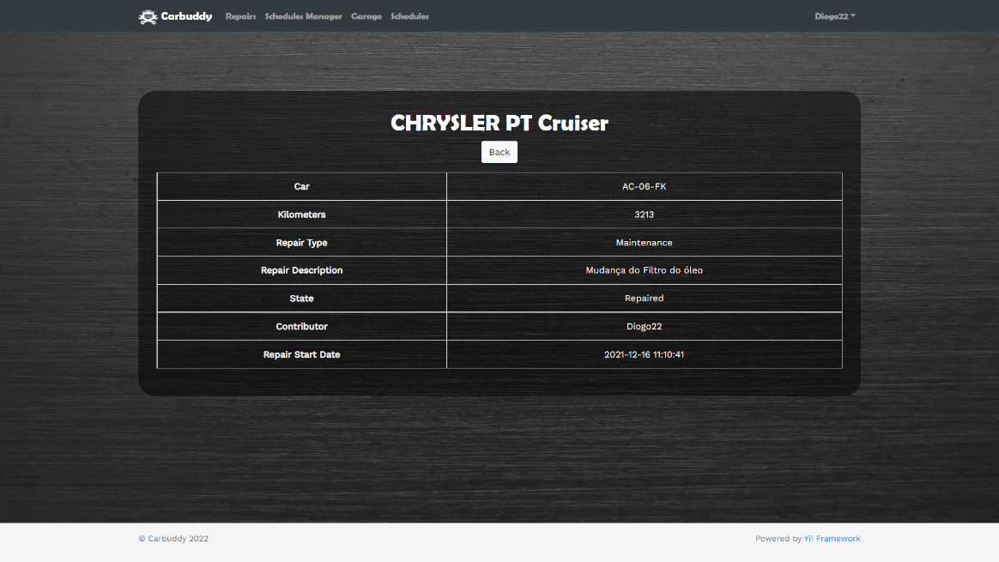 Carbuddy Repairs Schedules Manager Garage Schedules Diogo22
CHRYSLER PT Cruiser
Back
Car AC-06-FK
Kilometers 3213
Repair Type Maintenance
Repair Description Mudança do Filtro do óleo
State Repaired
Contributor Diogo22
Repair Start Date 2021-12-16 11:10:41
© Carbuddy 2022 Powered by Yii Framework